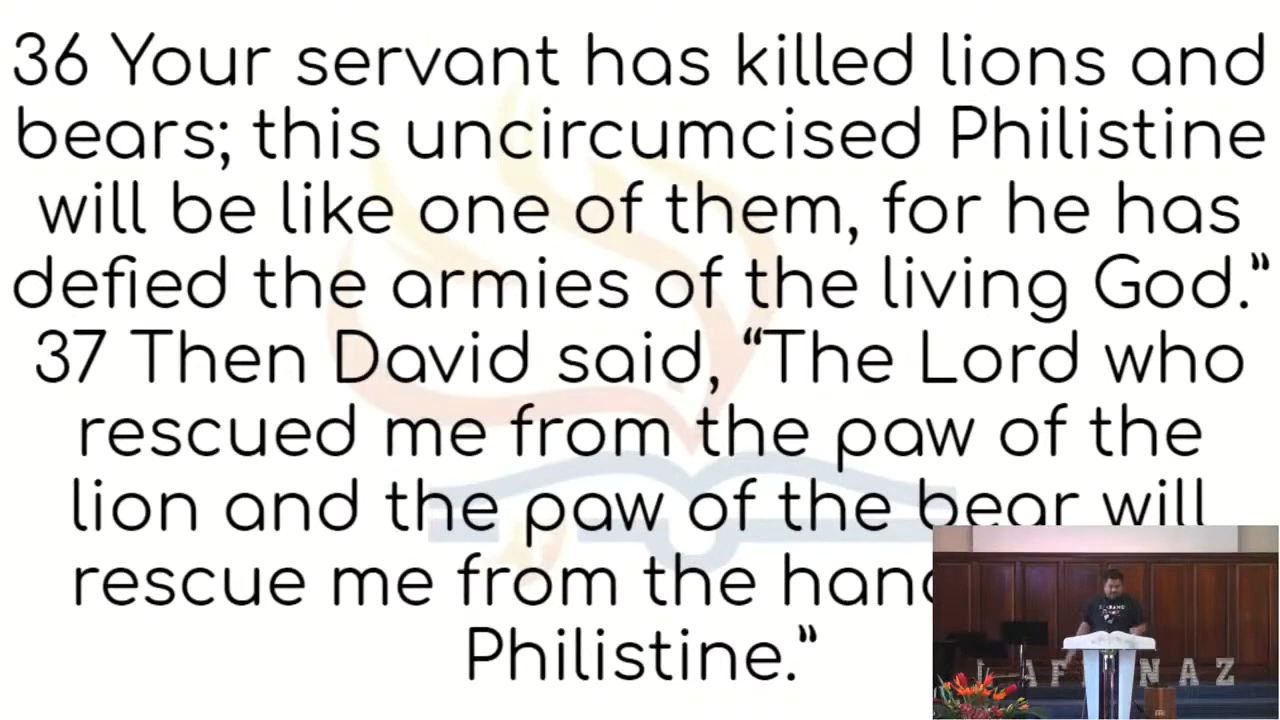 36 Your servant has killed lions and
bears; this uncircumcised Philistine
will be like one of them, for he has
defied the armies of the living God.”
37 Then David said, “The Lord who
rescued me from the paw of the
lion and the paw of the bear will
rescue me from the
Philistine.”
L AF NAZ